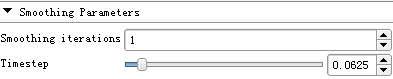 Smoothing Parameters
Smoothing iterations 1
Timestep 0.0625